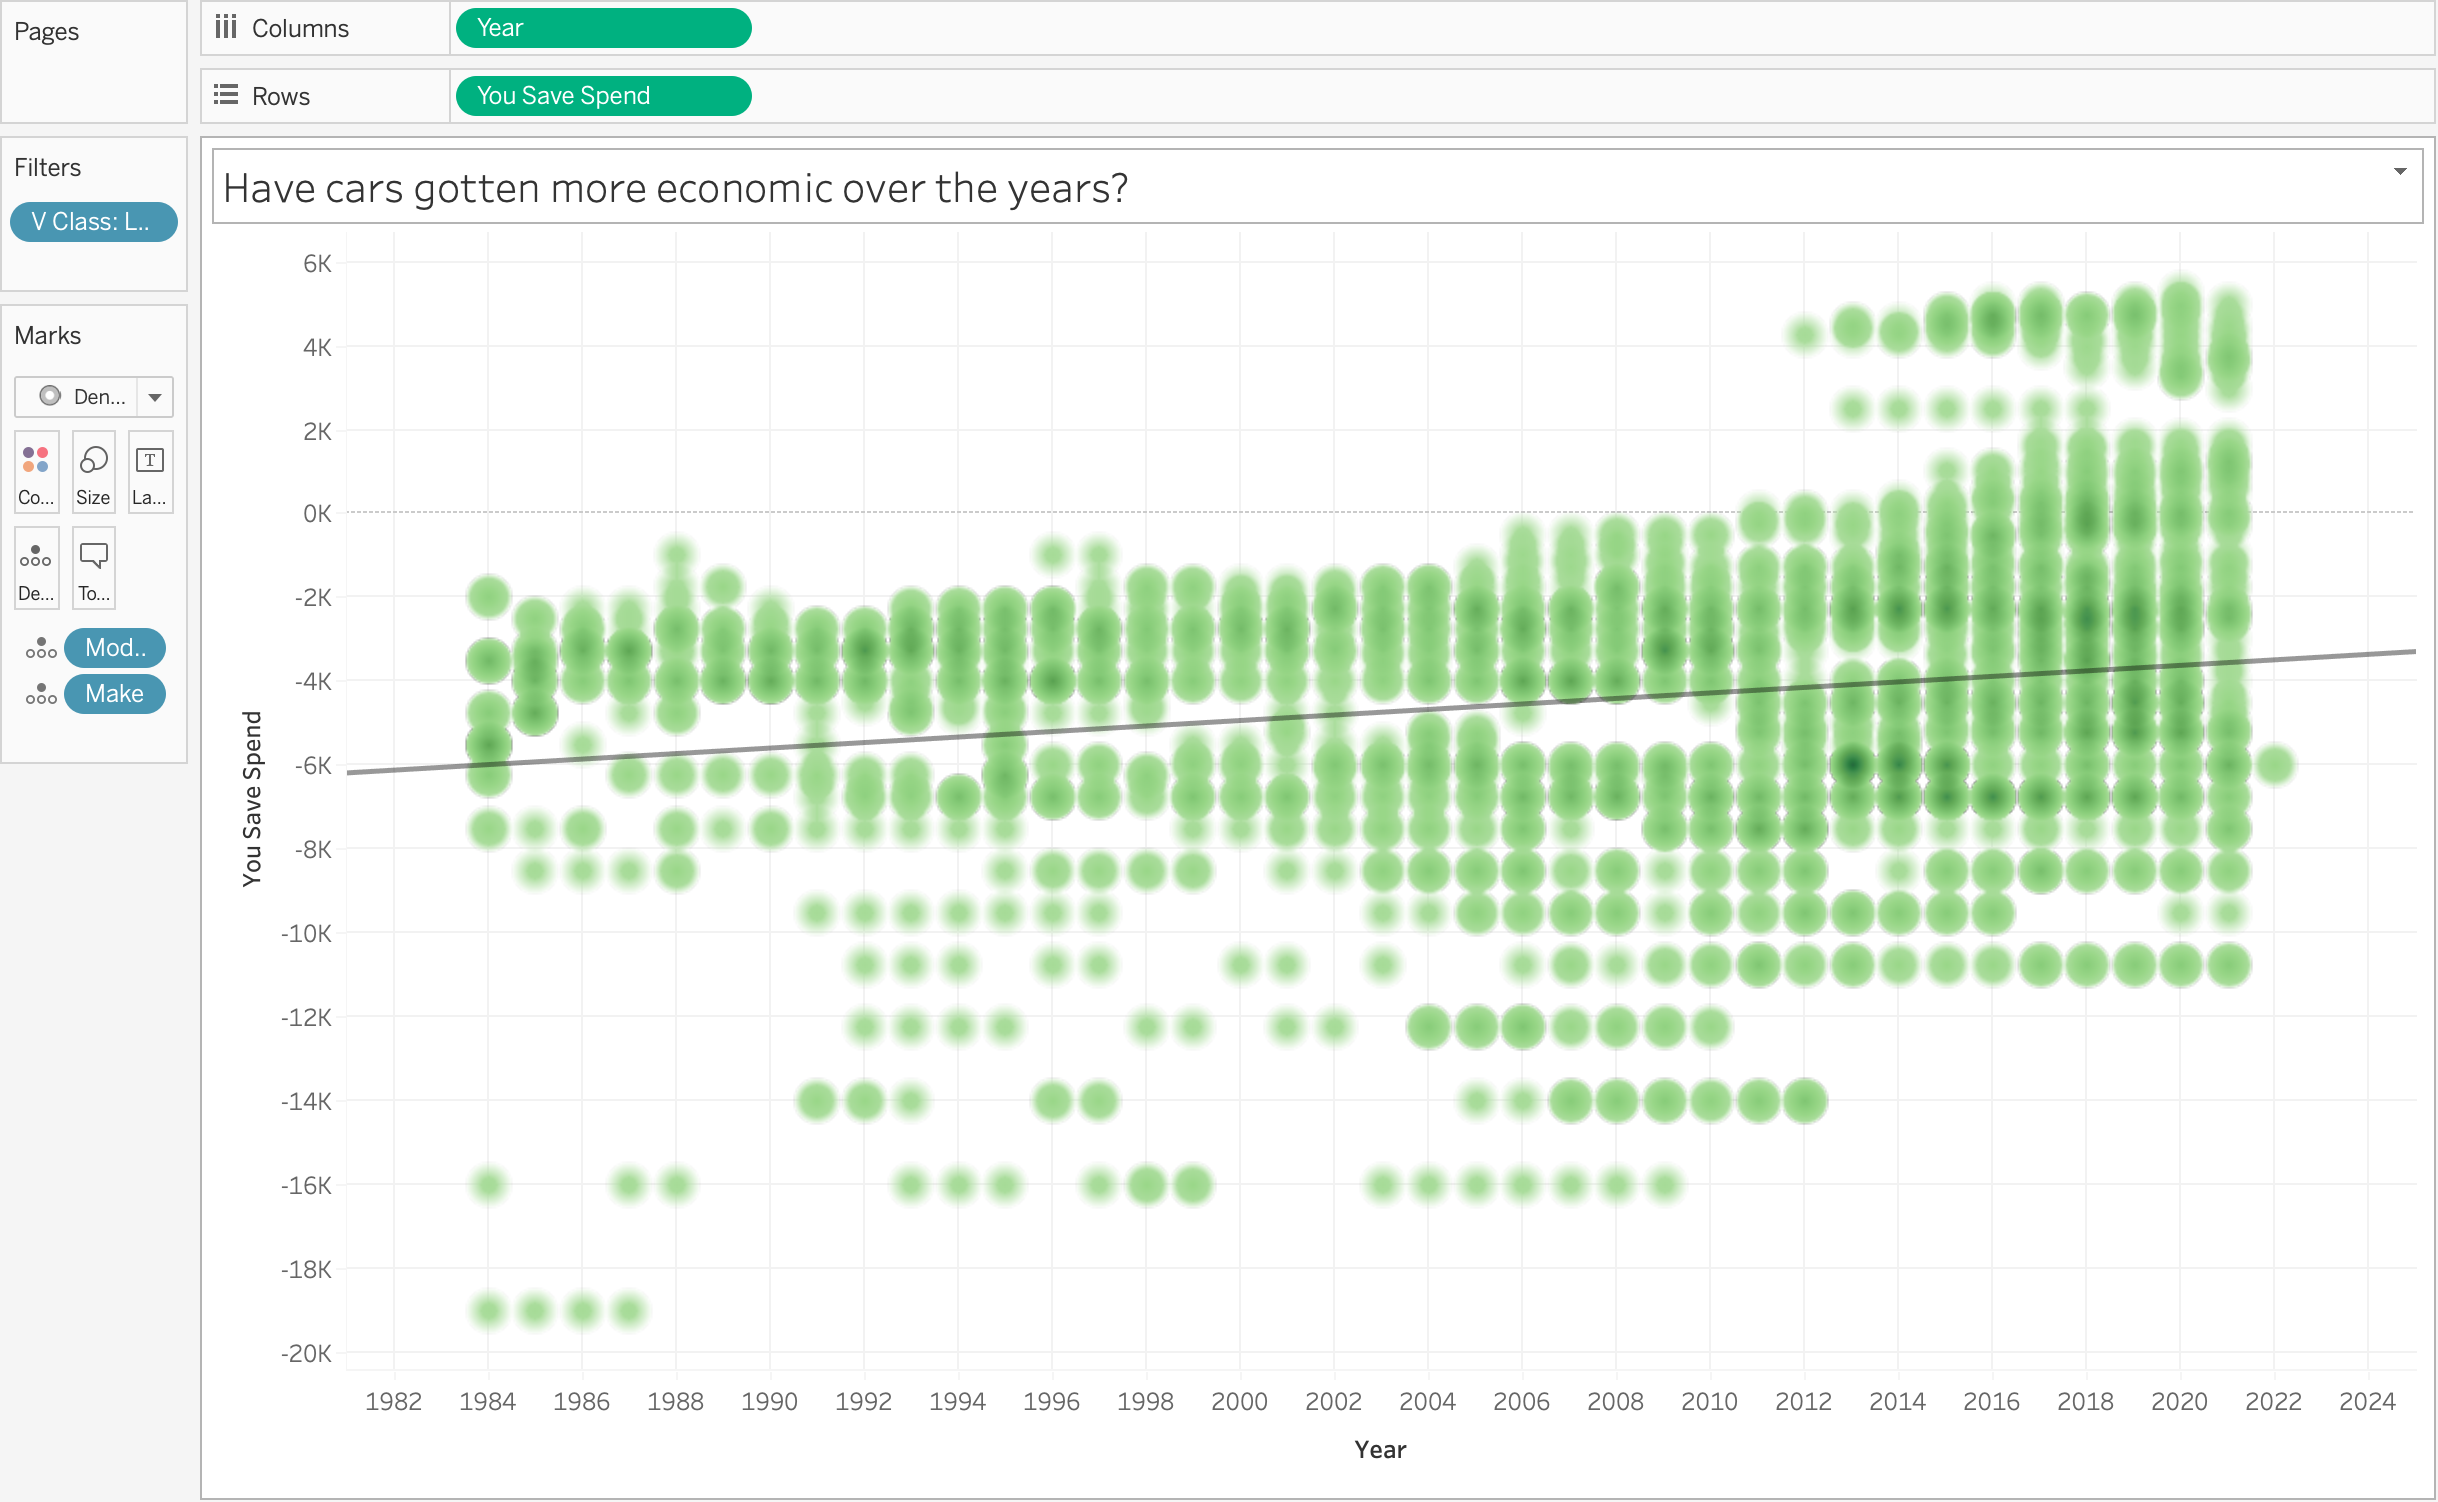 Pages
Columns
Year
Rows
You Save Spend
Filters
V Class: L..
Have cars gotten more economic over the years?
Marks
Den...
Co...
Size
La...
T
De...
To...
Mod..
Make
You Save Spend
6K
4K
2K
0K
-2K
-4K
-6K
-8K
-10K
-12K
-14K
-16K
-18K
-20K
1982 1984 1986 1988 1990 1992 1994 1996 1998 2000 2002 2004 2006 2008 2010 2012 2014 2016 2018 2020 2022 2024
Year